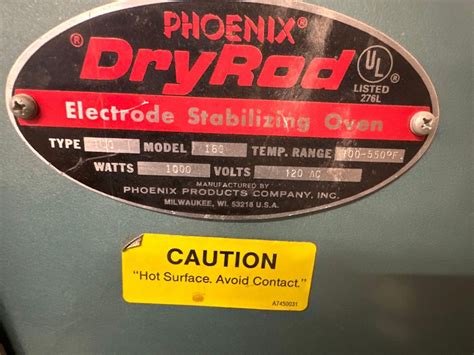 PHOENIX®
® DryRod
UL
®
LISTED
276L
Electrode Stabilizing Oven
TYPE MODEL TEMP. RANGE 100-550°F.
WATTS 1000 VOLTS 120 AC
MANUFACTURED BY
PHOENIX PRODUCTS COMPANY, INC.
MILWAUKEE, WI. 53216 U.S.A.
CAUTION
"Hot Surface. Avoid Contact."
A7450031